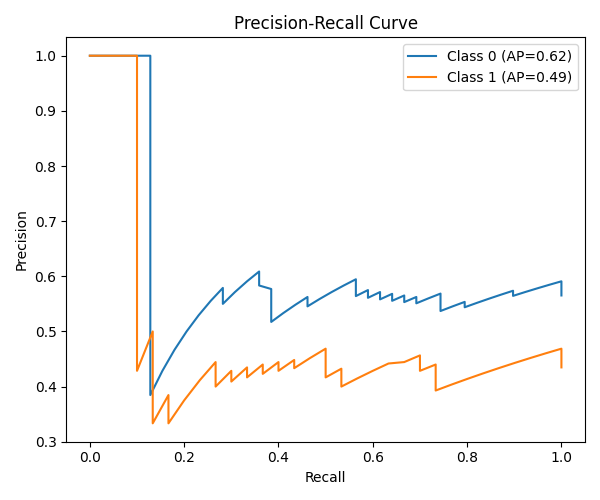 Precision-Recall Curve
Class 0 (AP=0.62)
Class 1 (AP=0.49)
Precision
1.0
0.9
0.8
0.7
0.6
0.5
0.4
0.3
0.0 0.2 0.4 0.6 0.8 1.0
Recall